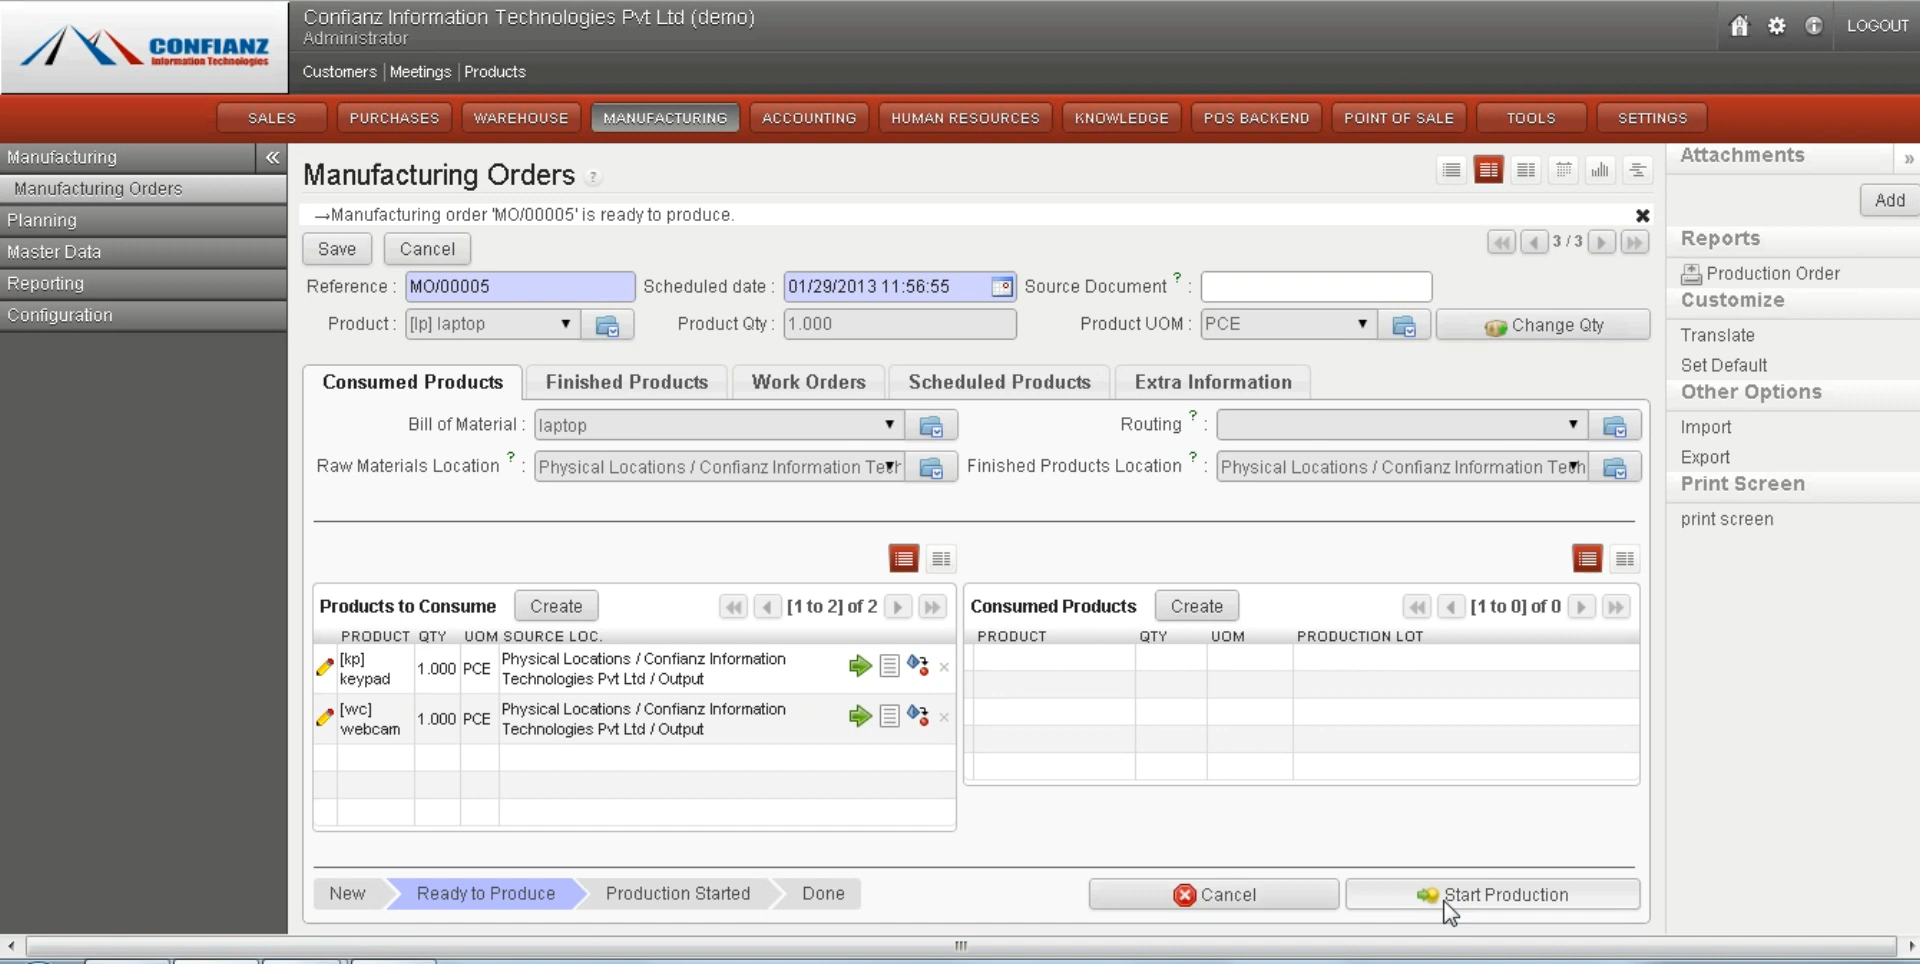 CONFIANZ
Information Technologies
Confianz Information Technologies Pvt Ltd (demo)
Administrator
Customers Meetings Products
LOGOUT
SALES PURCHASES WAREHOUSE MANUFACTURING ACCOUNTING HUMAN RESOURCES KNOWLEDGE POS BACKEND POINT OF SALE TOOLS SETTINGS
Manufacturing «
Manufacturing Orders
Planning
Master Data
Reporting
Configuration
Manufacturing Orders ?
→Manufacturing order 'MO/00005' is ready to produce.
Save Cancel 3 / 3
Reference : MO/00005 Scheduled date : 01/29/2013 11:56:55 Source Document ? :
Product : [lp] laptop Product Qty : 1.000 Product UOM : PCE Change Qty
Consumed Products Finished Products Work Orders Scheduled Products Extra Information
Bill of Material : laptop Routing ? :
Raw Materials Location ? : Physical Locations / Confianz Information Tech Finished Products Location ? : Physical Locations / Confianz Information Tech
Products to Consume Create [1 to 2] of 2
PRODUCT QTY UOM SOURCE LOC.
[kp] keypad 1.000 PCE Physical Locations / Confianz Information Technologies Pvt Ltd / Output
[wc] webcam 1.000 PCE Physical Locations / Confianz Information Technologies Pvt Ltd / Output
Consumed Products Create [1 to 0] of 0
PRODUCT QTY UOM PRODUCTION LOT
New Ready to Produce Production Started Done Cancel Start Production
Attachments »
Add
Reports
Production Order
Customize
Translate
Set Default
Other Options
Import
Export
Print Screen
print screen